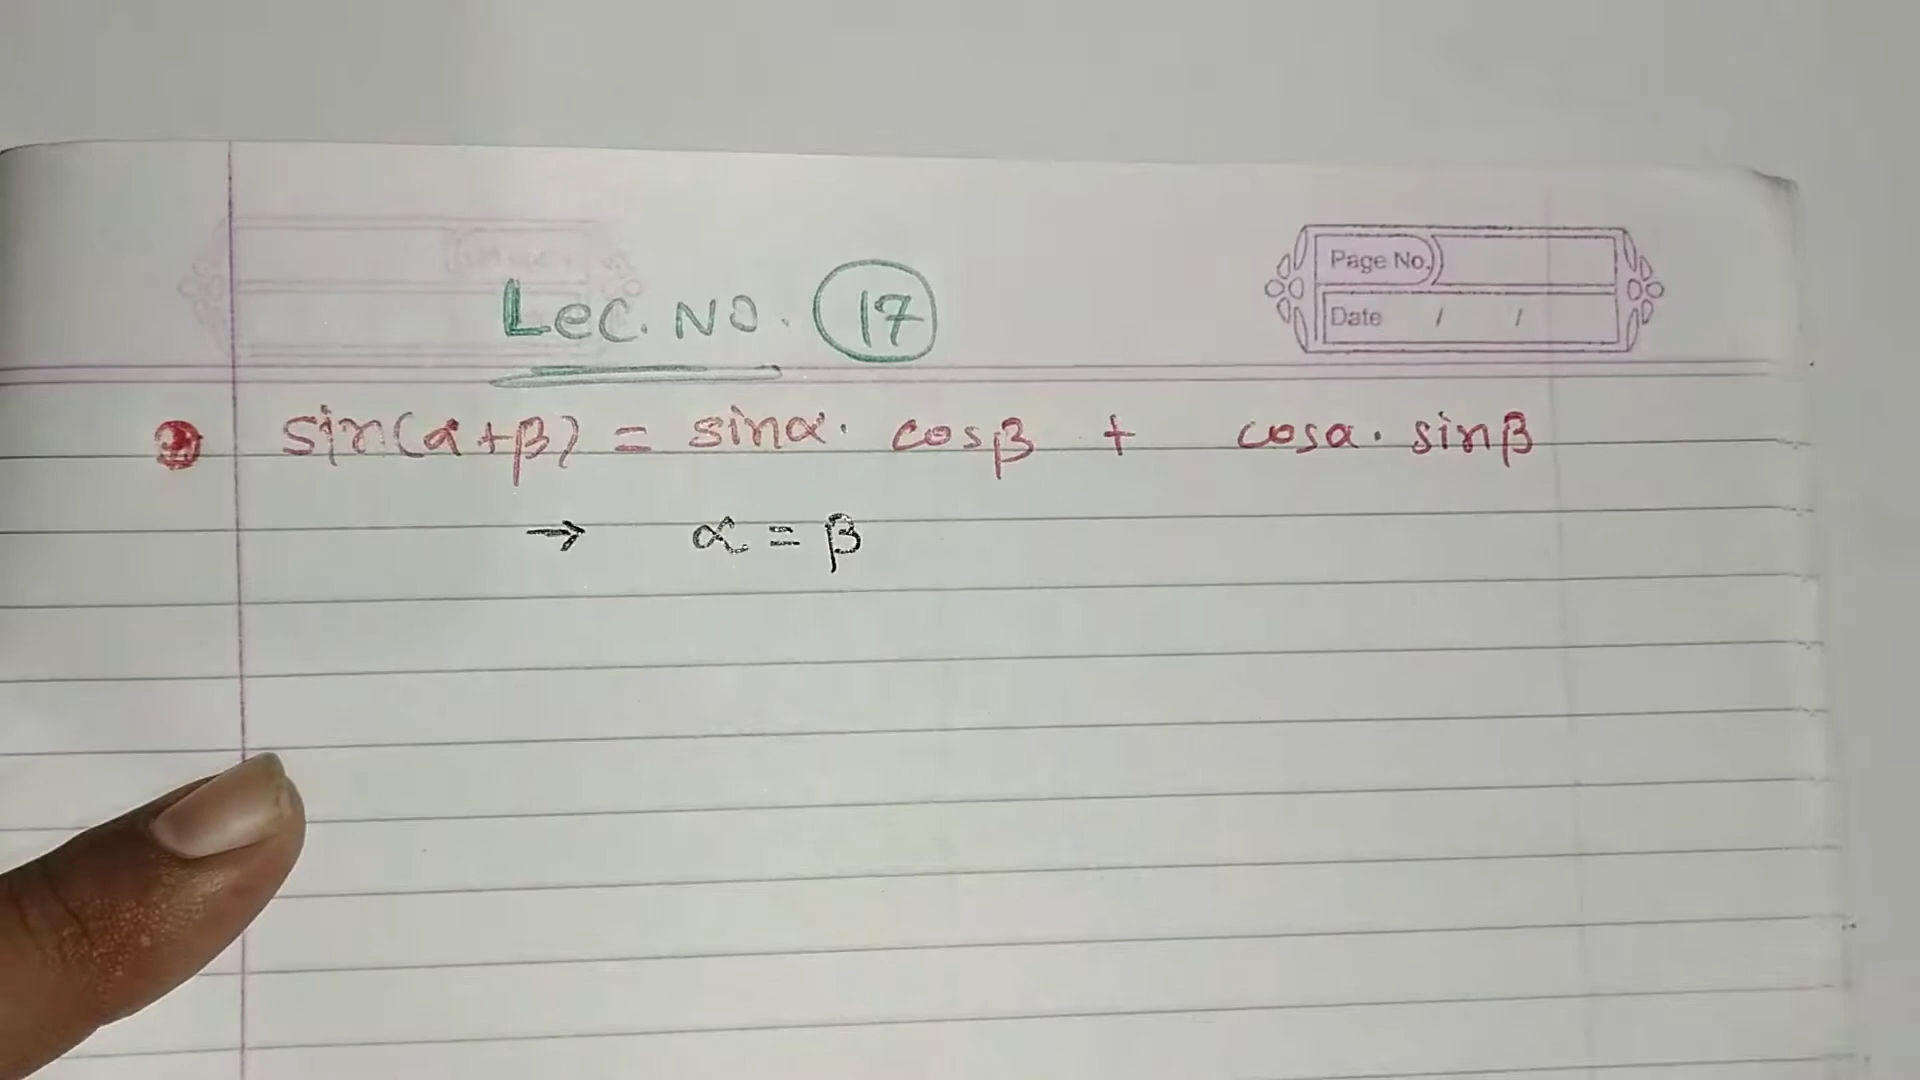 Page No.
Lec. No. 17
Date / /
sin(α+β) = sinα. cosβ + cosα. sinβ
→ α = β